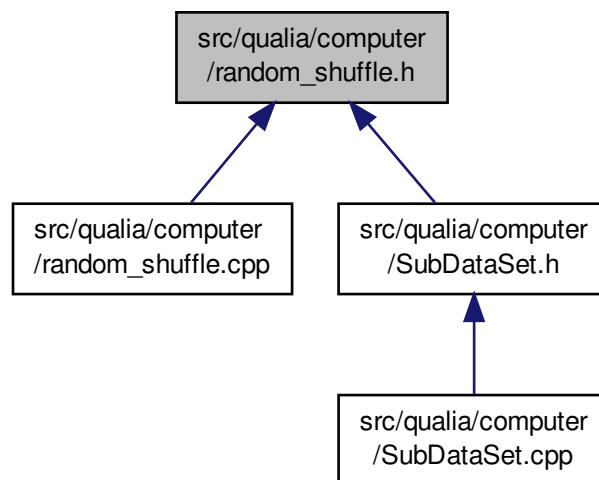 src/qualia/computer
/random_shuffle.h
src/qualia/computer
/random_shuffle.cpp
src/qualia/computer
/SubDataSet.h
src/qualia/computer
/SubDataSet.cpp